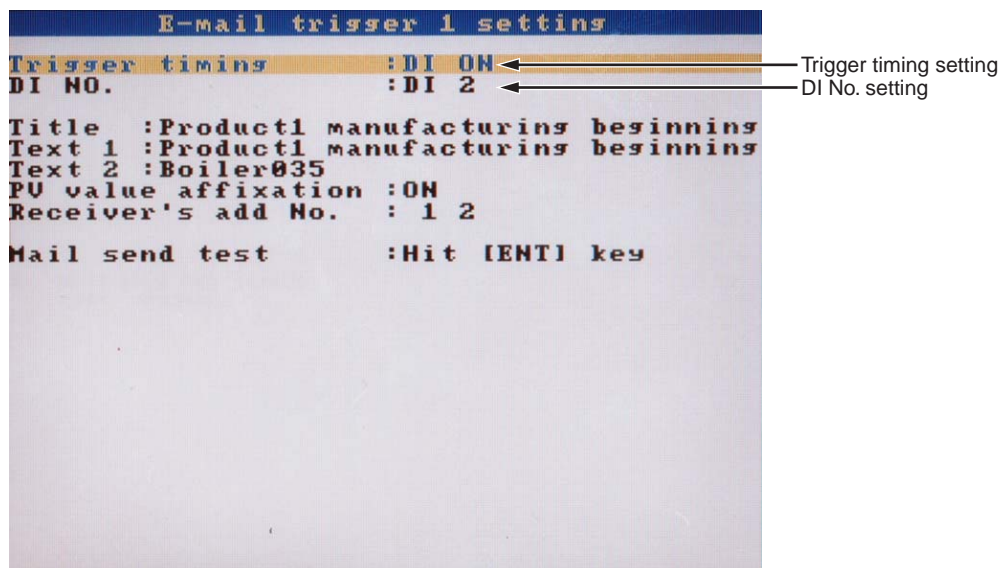 E-mail trigger 1 setting
Trigger timing :DI ON
DI NO. :DI 2
Title :Product1 manufacturing beginning
Text 1 :Product1 manufacturing beginning
Text 2 :Boiler035
PV value affixation :ON
Receiver's add No. : 1 2
Mail send test :Hit [ENT] key
Trigger timing setting
DI No. setting